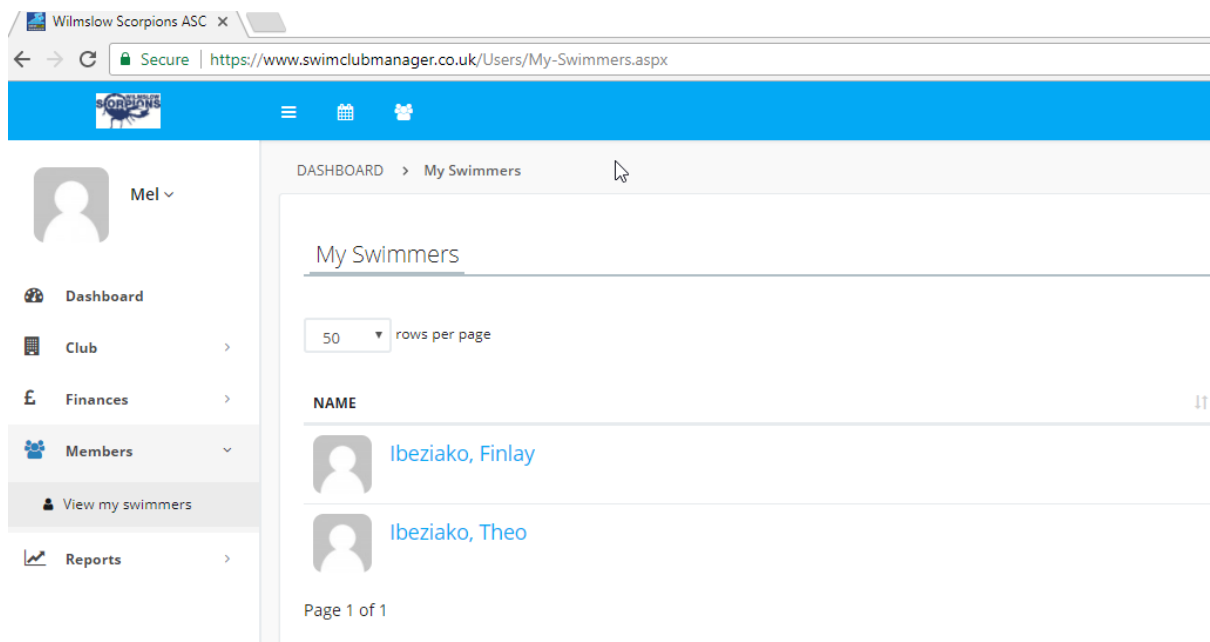 Wilmslow Scorpions ASC
Secure https://www.swimclubmanager.co.uk/Users/My-Swimmers.aspx
WILMSLOW
SCORPIONS
DASHBOARD > My Swimmers
Mel
My Swimmers
Dashboard
Club
50 rows per page
Finances
NAME
Members
Ibeziako, Finlay
View my swimmers
Ibeziako, Theo
Reports
Page 1 of 1